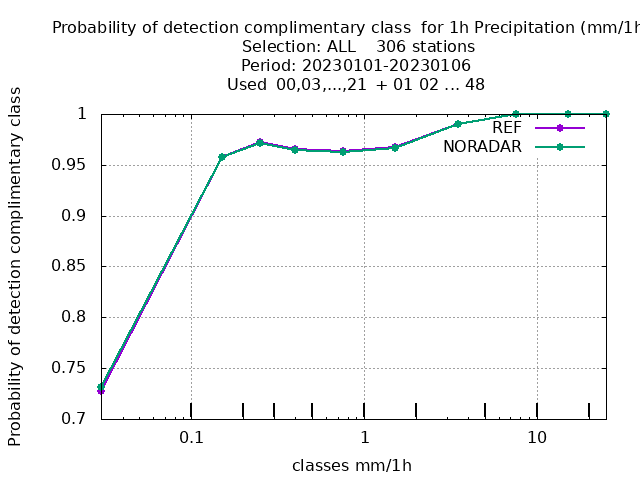 Probability of detection complimentary class for 1h Precipitation (mm/1h
Selection: ALL 306 stations
Period: 20230101-20230106
Used 00,03,...,21 + 01 02 ... 48
Probability of detection complimentary class
1
0.95
0.9
0.85
0.8
0.75
0.7
REF
NORADAR
0.1 1 10
classes mm/1h